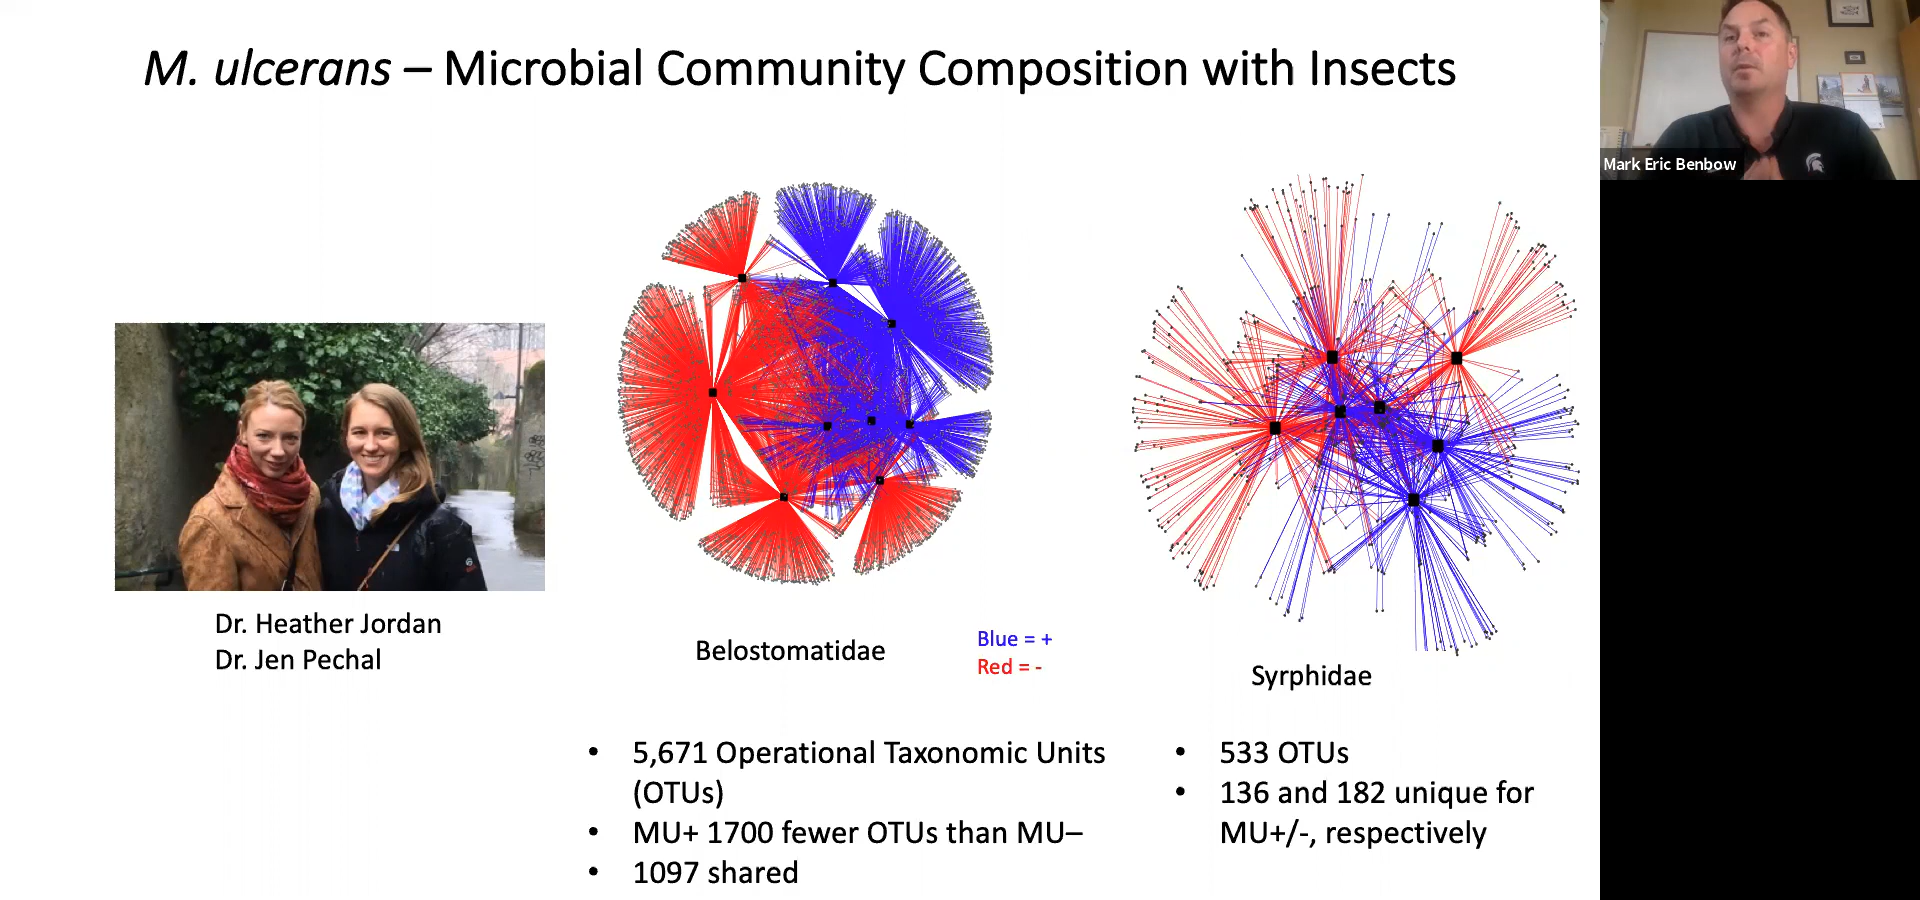 M. ulcerans – Microbial Community Composition with Insects
Mark Eric Benbow
Dr. Heather Jordan
Dr. Jen Pechal
Belostomatidae
Blue = +
Red = -
Syrphidae
• 5,671 Operational Taxonomic Units
(OTUs)
• MU+ 1700 fewer OTUs than MU–
• 1097 shared
• 533 OTUs
• 136 and 182 unique for
MU+/-, respectively